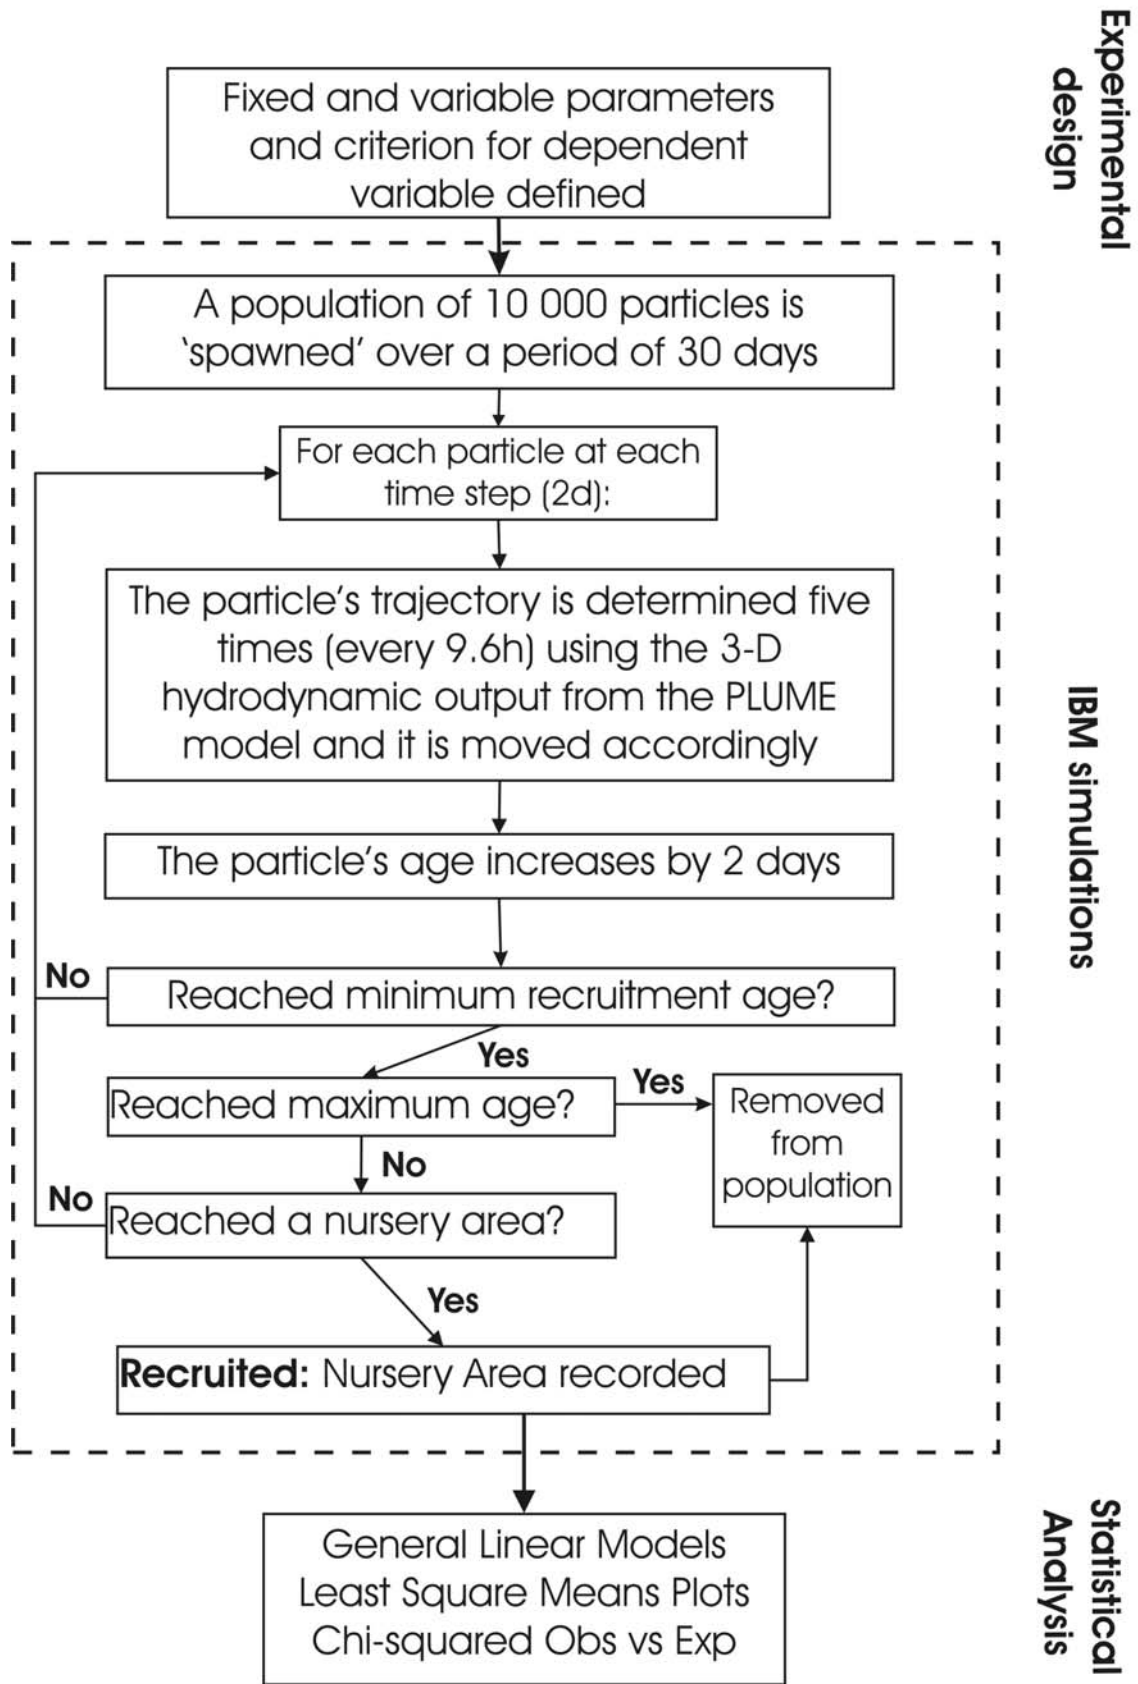 Experimental
design
Fixed and variable parameters
and criterion for dependent
variable defined
A population of 10 000 particles is
‘spawned’ over a period of 30 days
For each particle at each
time step (2d):
The particle’s trajectory is determined five
times (every 9.6h) using the 3-D
hydrodynamic output from the PLUME
model and it is moved accordingly
IBM simulations
The particle’s age increases by 2 days
No
Reached minimum recruitment age?
Yes
Reached maximum age?
Yes
Removed
from
population
No
No
Reached a nursery area?
Yes
Recruited: Nursery Area recorded
Statistical
Analysis
General Linear Models
Least Square Means Plots
Chi-squared Obs vs Exp